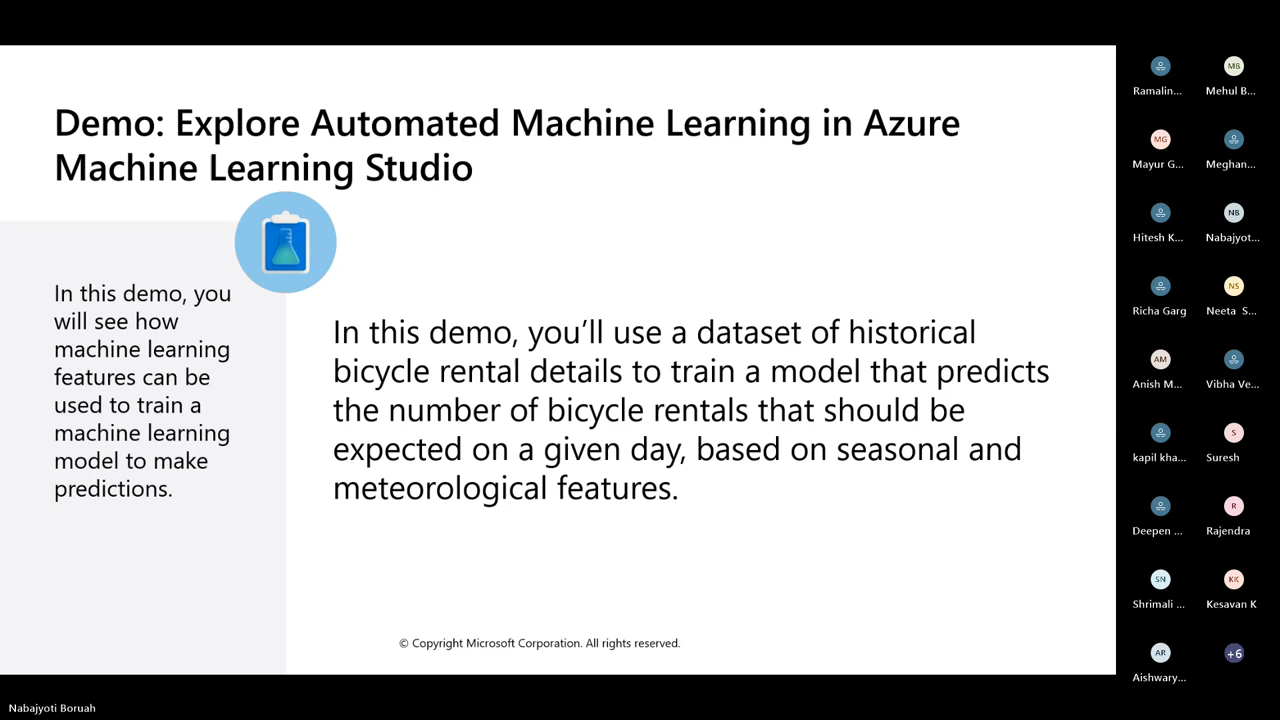 Demo: Explore Automated Machine Learning in Azure
Machine Learning Studio
In this demo, you
will see how
machine learning
features can be
used to train a
machine learning
model to make
predictions.
In this demo, you’ll use a dataset of historical
bicycle rental details to train a model that predicts
the number of bicycle rentals that should be
expected on a given day, based on seasonal and
meteorological features.
© Copyright Microsoft Corporation. All rights reserved.
Ramalin...
MB
Mehul B...
MG
Mayur G...
Meghan...
Hitesh K...
NB
Nabajyot...
Richa Garg
NS
Neeta S...
AM
Anish M...
Vibha Ve...
kapil kha...
S
Suresh
Deepen ...
R
Rajendra
SN
Shrimali ...
KK
Kesavan K
AR
Aishwary...
+6
Nabajyoti Boruah